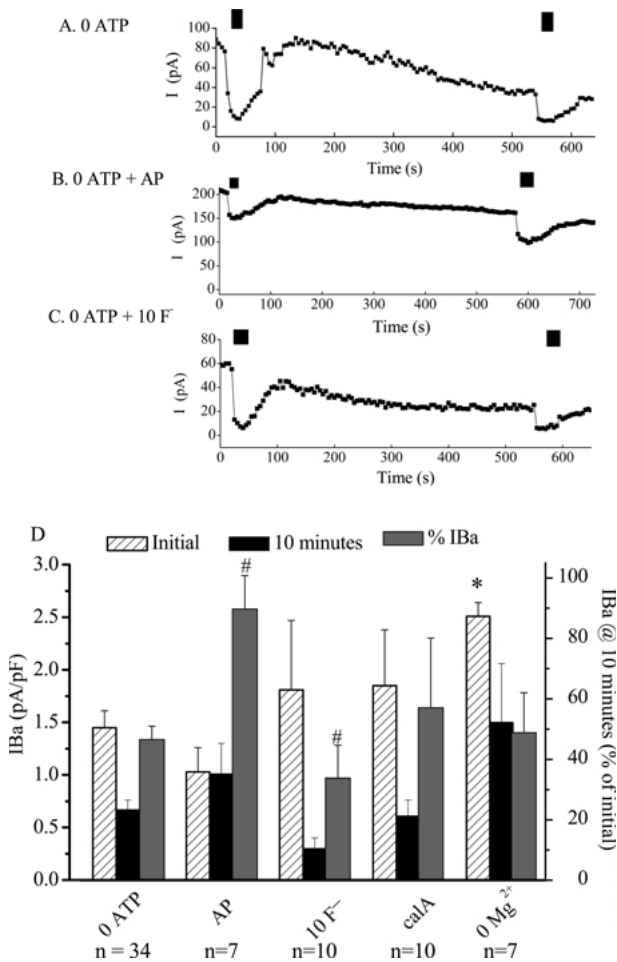 A. 0 ATP
100
80
60
40
20
0
I (pA)
0 100 200 300 400 500 600
Time (s)
B. 0 ATP + AP
200
150
100
50
0
I (pA)
0 100 200 300 400 500 600 700
Time (s)
C. 0 ATP + 10 F⁻
80
60
40
20
0
I (pA)
0 100 200 300 400 500 600
Time (s)
D
Initial 10 minutes % IBa
3.0
2.5
2.0
1.5
1.0
0.5
0.0
IBa (pA/pF)
# # *
100
80
60
40
20
0
IBa @ 10 minutes (% of initial)
0 ATP AP 10 F⁻ calA 0 Mg²⁺
n = 34 n=7 n=10 n=10 n=7